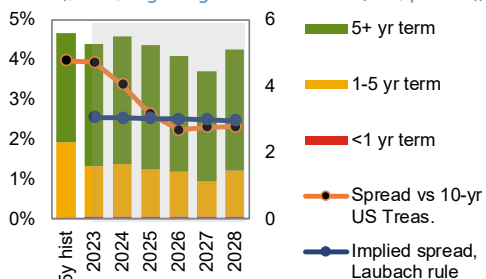 5%
4%
3%
2%
1%
0%
6
4
2
0
5y hist
2023
2024
2025
2026
2027
2028
5+ yr term
1-5 yr term
<1 yr term
Spread vs 10-yr
US Treas.
Implied spread,
Laubach rule